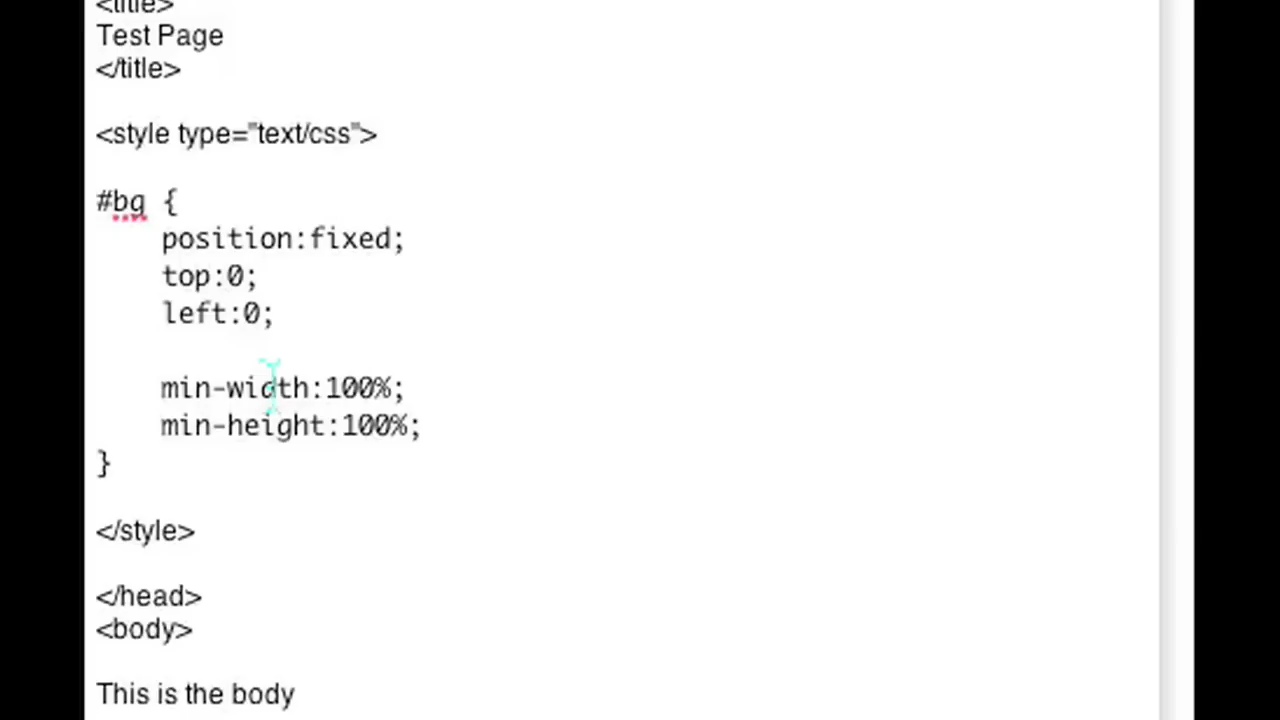 <title>
Test Page
</title>
<style type="text/css">
#bg {
position:fixed;
top:0;
left:0;
min-width:100%;
min-height:100%;
}
</style>
</head>
<body>
This is the body